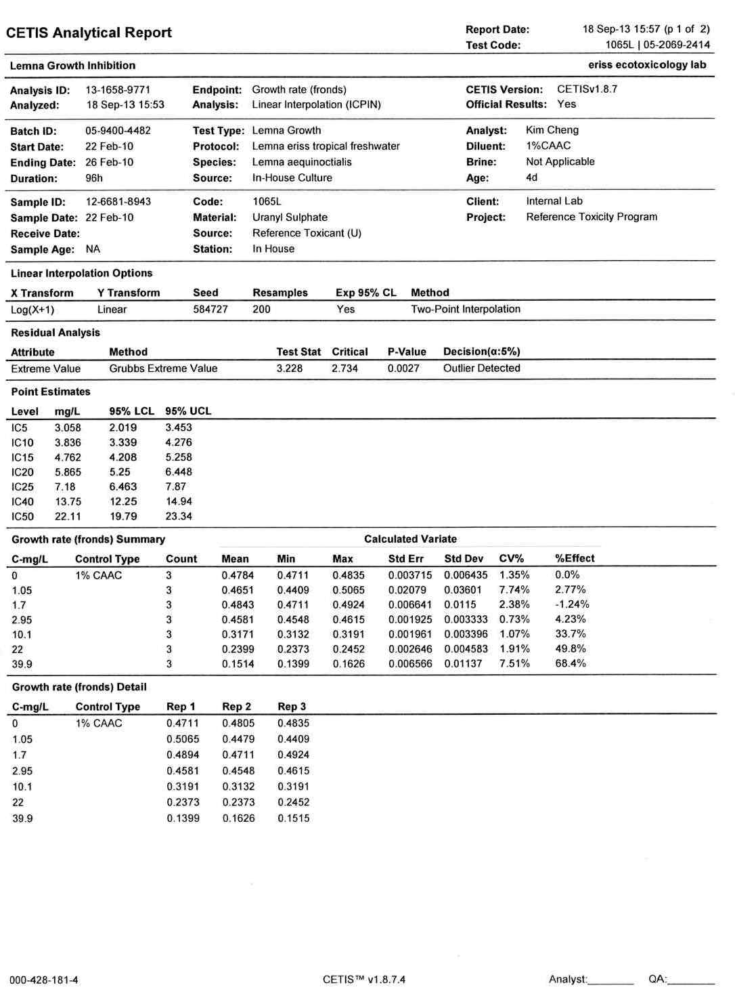 CETIS Analytical Report
Report Date: 18 Sep-13 15:57 (p 1 of 2)
Test Code: 1065L | 05-2069-2414
Lemna Growth Inhibition eriss ecotoxicology lab
Analysis ID: 13-1658-9771 Endpoint: Growth rate (fronds) CETIS Version: CETISv1.8.7
Analyzed: 18 Sep-13 15:53 Analysis: Linear Interpolation (ICPIN) Official Results: Yes
Batch ID: 05-9400-4482 Test Type: Lemna Growth Analyst: Kim Cheng
Start Date: 22 Feb-10 Protocol: Lemna eriss tropical freshwater Diluent: 1%CAAC
Ending Date: 26 Feb-10 Species: Lemna aequinoctialis Brine: Not Applicable
Duration: 96h Source: In-House Culture Age: 4d
Sample ID: 12-6681-8943 Code: 1065L Client: Internal Lab
Sample Date: 22 Feb-10 Material: Uranyl Sulphate Project: Reference Toxicity Program
Receive Date: Source: Reference Toxicant (U)
Sample Age: NA Station: In House
Linear Interpolation Options
X Transform Y Transform Seed Resamples Exp 95% CL Method
Log(X+1) Linear 584727 200 Yes Two-Point Interpolation
Residual Analysis
Attribute Method Test Stat Critical P-Value Decision(α:5%)
Extreme Value Grubbs Extreme Value 3.228 2.734 0.0027 Outlier Detected
Point Estimates
Level mg/L 95% LCL 95% UCL
IC5 3.058 2.019 3.453
IC10 3.836 3.339 4.276
IC15 4.762 4.208 5.258
IC20 5.865 5.25 6.448
IC25 7.18 6.463 7.87
IC40 13.75 12.25 14.94
IC50 22.11 19.79 23.34
Growth rate (fronds) Summary Calculated Variate
C-mg/L Control Type Count Mean Min Max Std Err Std Dev CV% %Effect
0 1% CAAC 3 0.4784 0.4711 0.4835 0.003715 0.006435 1.35% 0.0%
1.05 3 0.4651 0.4409 0.5065 0.02079 0.03601 7.74% 2.77%
1.7 3 0.4843 0.4711 0.4924 0.006641 0.0115 2.38% -1.24%
2.95 3 0.4581 0.4548 0.4615 0.001925 0.003333 0.73% 4.23%
10.1 3 0.3171 0.3132 0.3191 0.001961 0.003396 1.07% 33.7%
22 3 0.2399 0.2373 0.2452 0.002646 0.004583 1.91% 49.8%
39.9 3 0.1514 0.1399 0.1626 0.006566 0.01137 7.51% 68.4%
Growth rate (fronds) Detail
C-mg/L Control Type Rep 1 Rep 2 Rep 3
0 1% CAAC 0.4711 0.4805 0.4835
1.05 0.5065 0.4479 0.4409
1.7 0.4894 0.4711 0.4924
2.95 0.4581 0.4548 0.4615
10.1 0.3191 0.3132 0.3191
22 0.2373 0.2373 0.2452
39.9 0.1399 0.1626 0.1515
000-428-181-4 CETIS™ v1.8.7.4 Analyst:________ QA:________